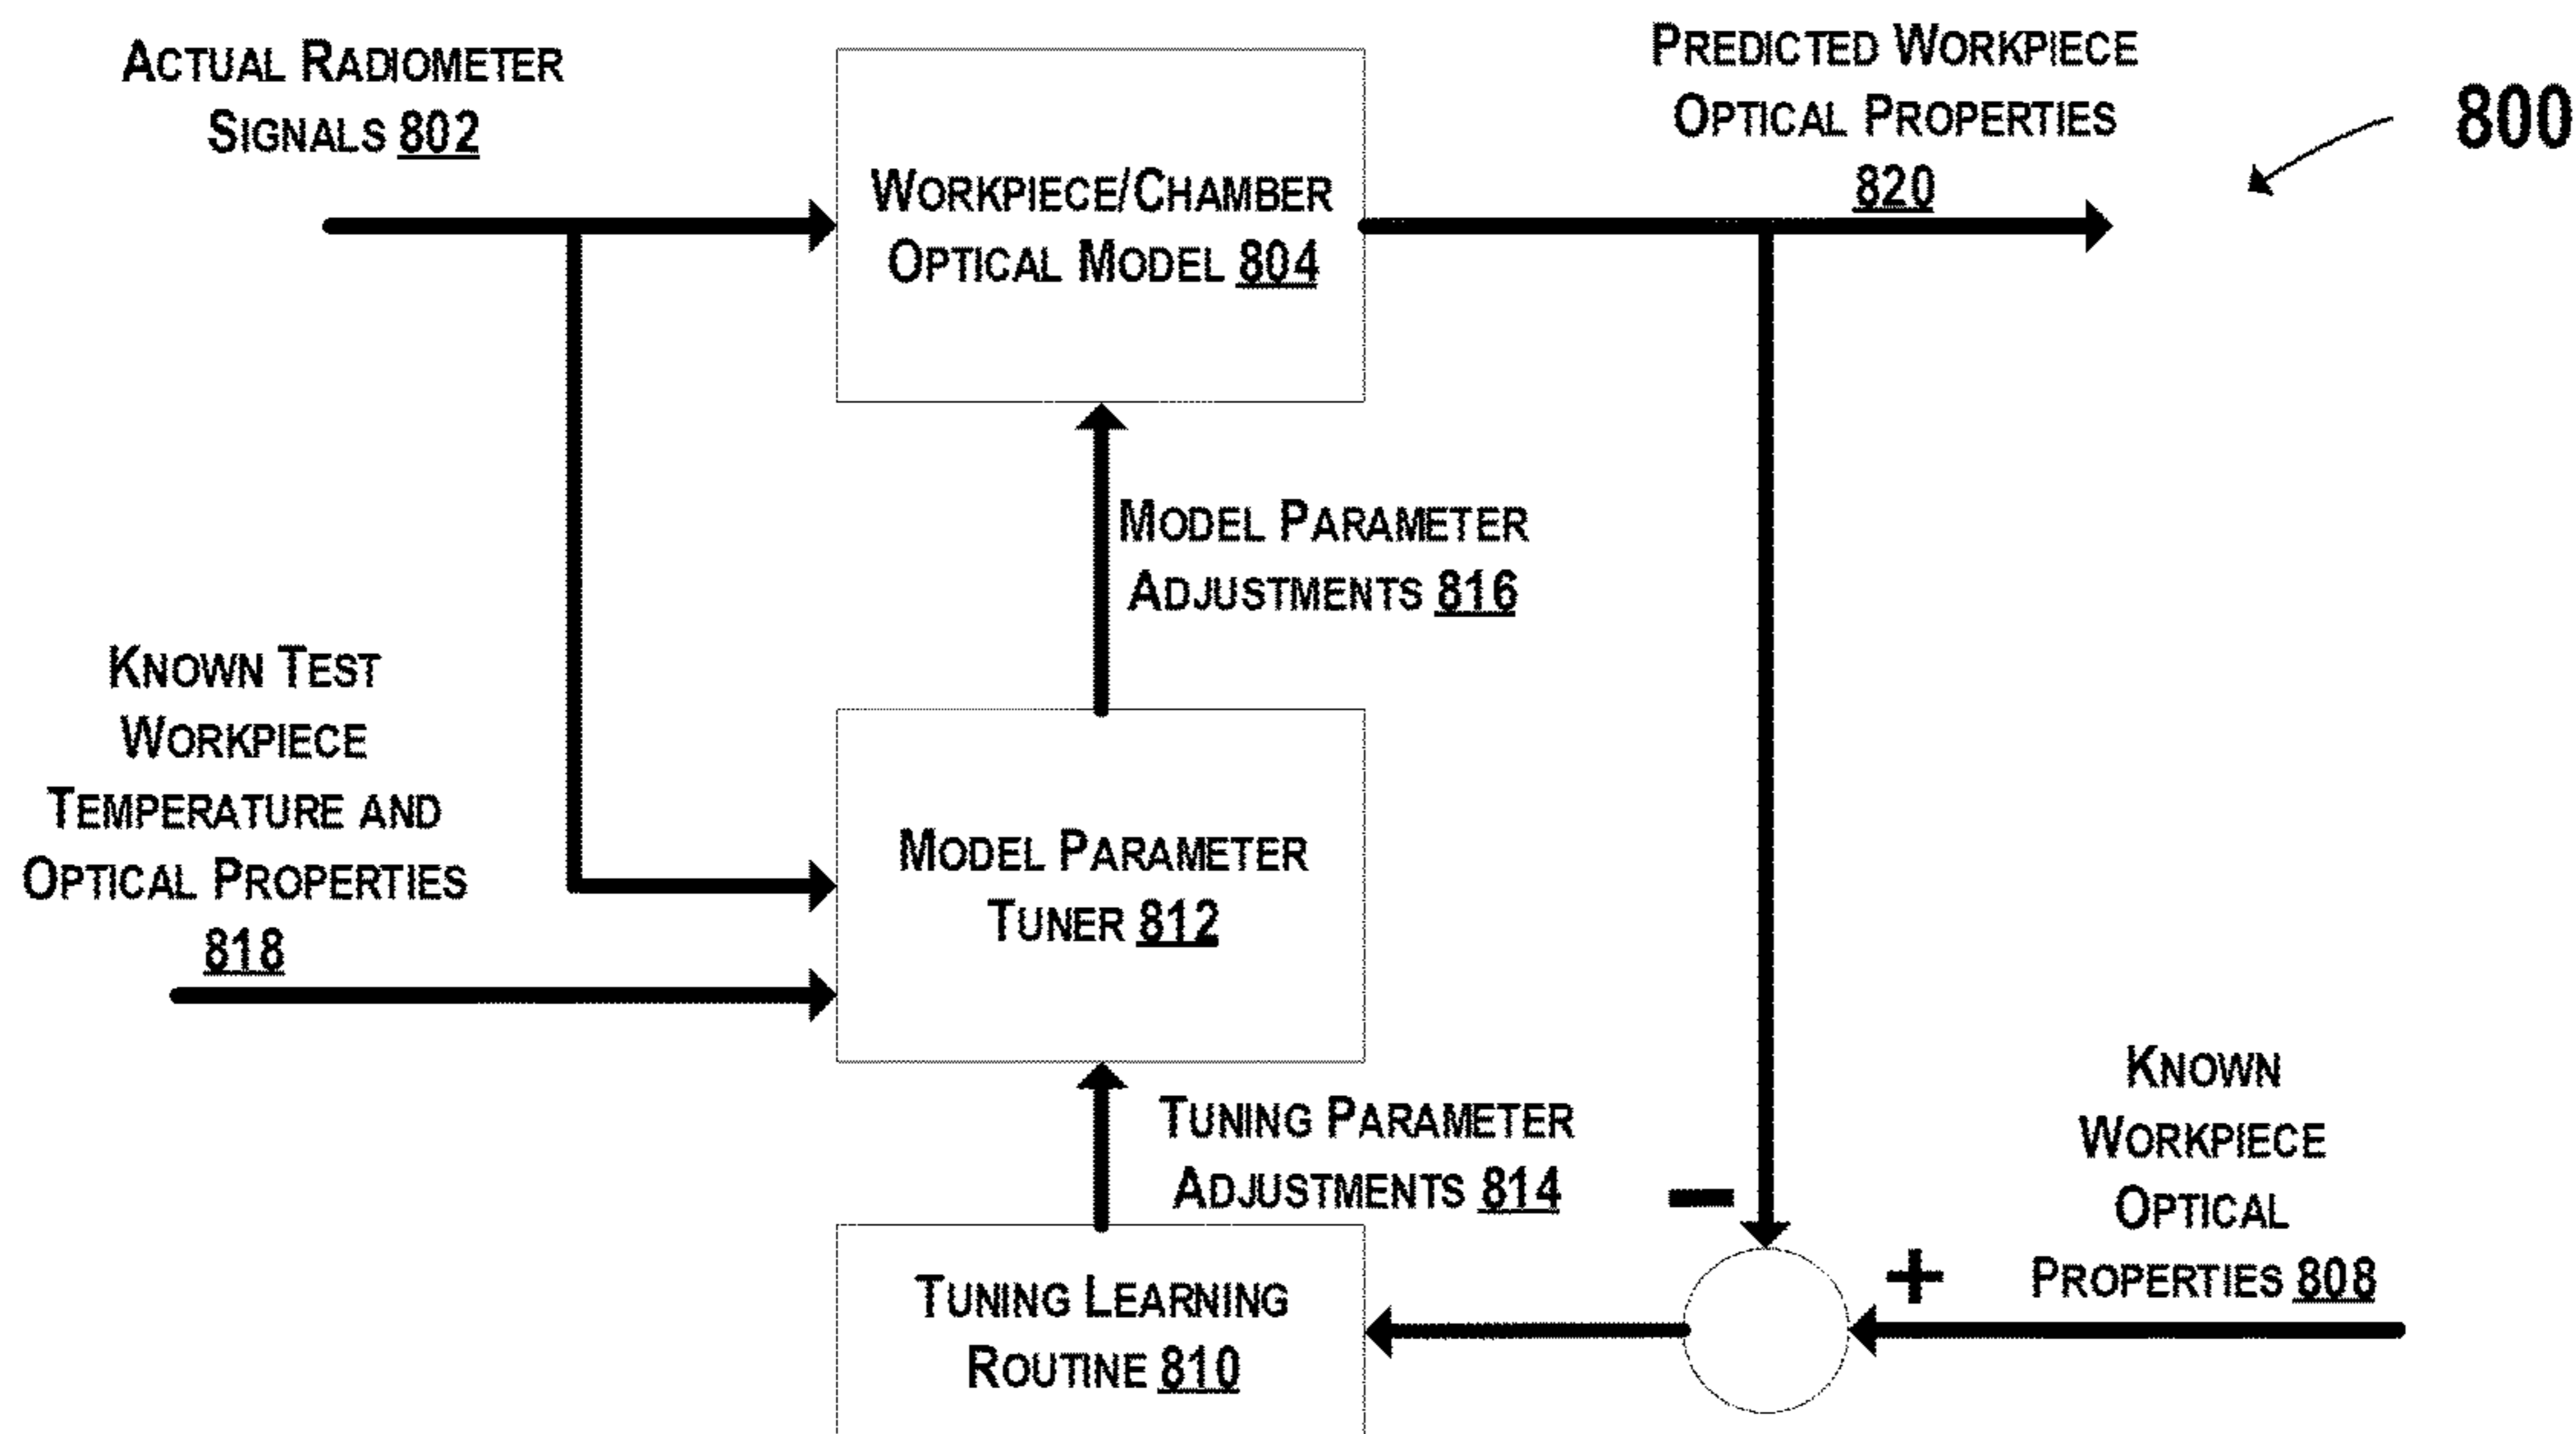 ACTUAL RADIOMETER
SIGNALS 802
WORKPIECE/CHAMBER
OPTICAL MODEL 804
PREDICTED WORKPIECE
OPTICAL PROPERTIES
820
800
MODEL PARAMETER
ADJUSTMENTS 816
KNOWN TEST
WORKPIECE
TEMPERATURE AND
OPTICAL PROPERTIES
818
MODEL PARAMETER
TUNER 812
TUNING PARAMETER
ADJUSTMENTS 814
KNOWN
WORKPIECE
OPTICAL
PROPERTIES 808
−
+
TUNING LEARNING
ROUTINE 810